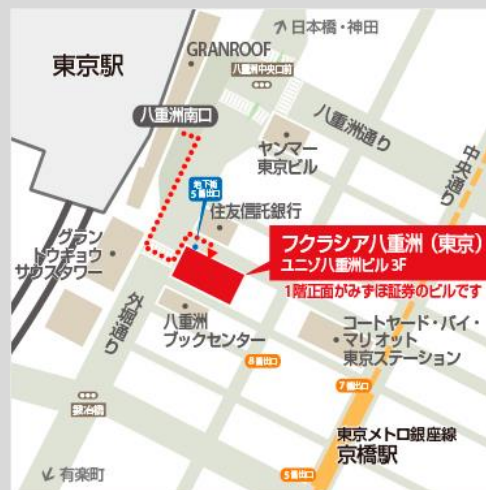 日本橋・神田
GRANROOF
東京駅
八重洲中央口前
八重洲南口
八重洲通り
ヤンマー
東京ビル
中央通り
地下街
5番出口
住友信託銀行
グラン
トウキョウ
サウスタワー
フクラシア八重洲（東京）
ユニゾ八重洲ビル 3F
1階正面がみずほ証券のビルです
外堀通り
八重洲
ブックセンター
コートヤード・バイ・
マリオット
東京ステーション
8番出口
7番出口
鍛冶橋
東京メトロ銀座線
京橋駅
有楽町
5番出口